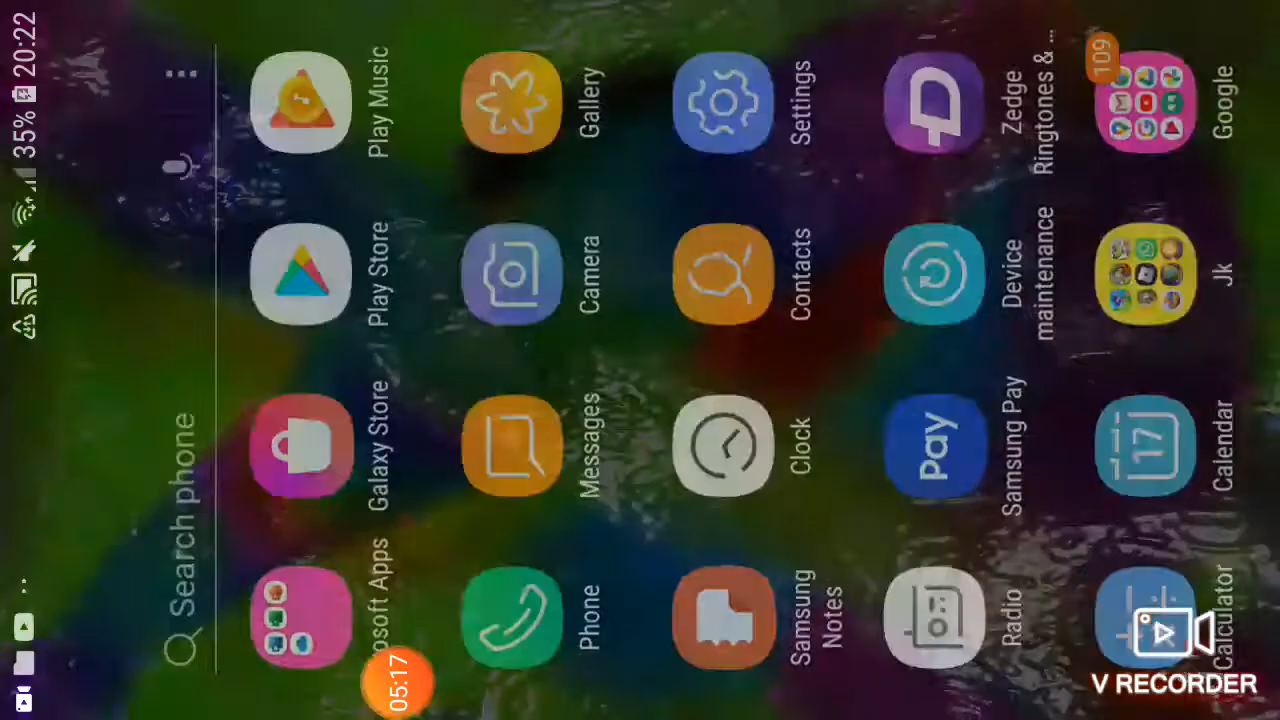 35% 20:22
Search phone
osoft Apps
Galaxy Store
Play Store
Play Music
Phone
Messages
Camera
Gallery
Samsung
Notes
Clock
Contacts
Settings
Radio
Pay
Samsung Pay
Device
maintenance
Zedge
Ringtones & ...
Calculator
17
Calendar
Jk
109
Google
05:17
V RECORDER